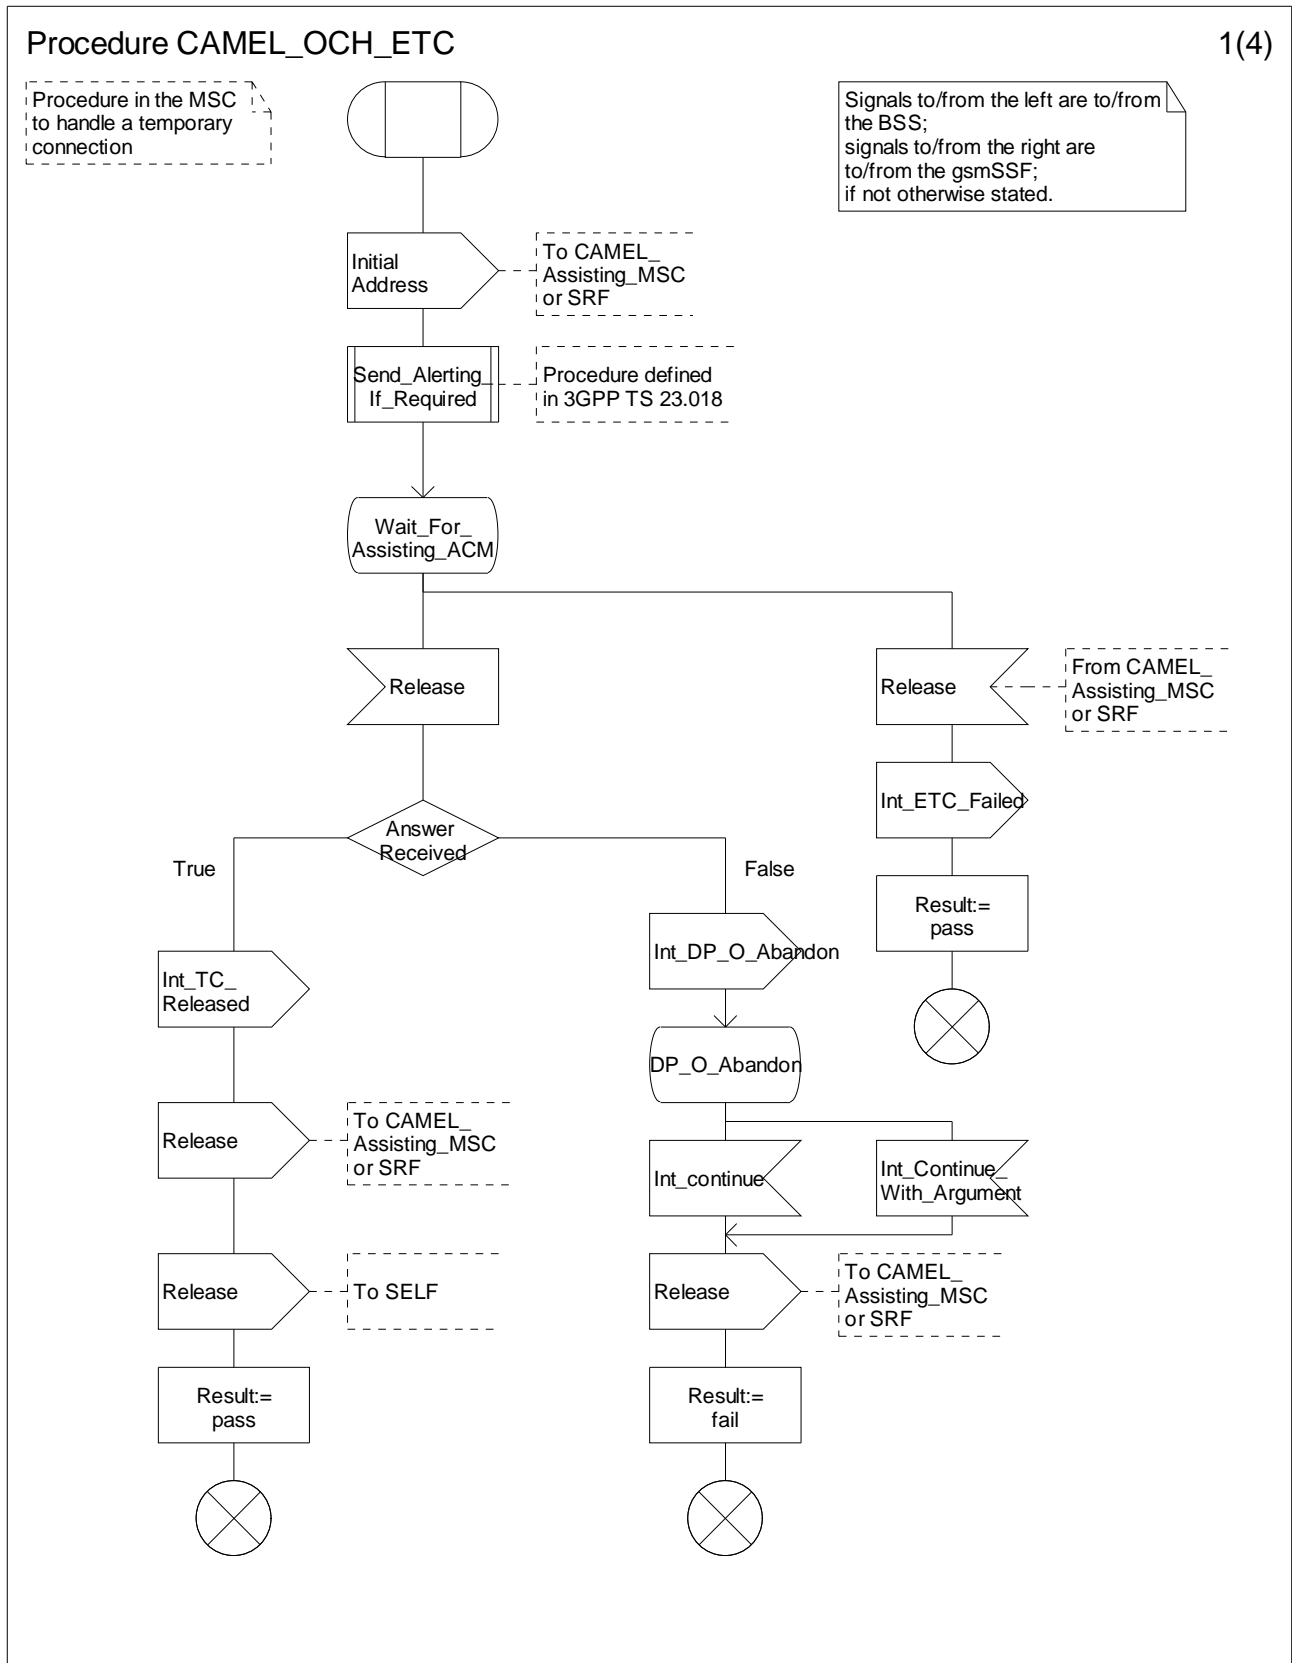 Procedure CAMEL_OCH_ETC
1(4)
Procedure in the MSC
to handle a temporary
connection
Signals to/from the left are to/from
the BSS;
signals to/from the right are
to/from the gsmSSF;
if not otherwise stated.
Initial
Address
To CAMEL_
Assisting_MSC
or SRF
Send_Alerting_
If_Required
Procedure defined
in 3GPP TS 23.018
Wait_For_
Assisting_ACM
Release
Release
From CAMEL_
Assisting_MSC
or SRF
Int_ETC_Failed
Answer
Received
True
False
Result:=
pass
Int_DP_O_Abandon
Int_TC_
Released
DP_O_Abandon
Release
To CAMEL_
Assisting_MSC
or SRF
Int_continue
Int_Continue_
With_Argument
Release
To SELF
Release
To CAMEL_
Assisting_MSC
or SRF
Result:=
pass
Result:=
fail